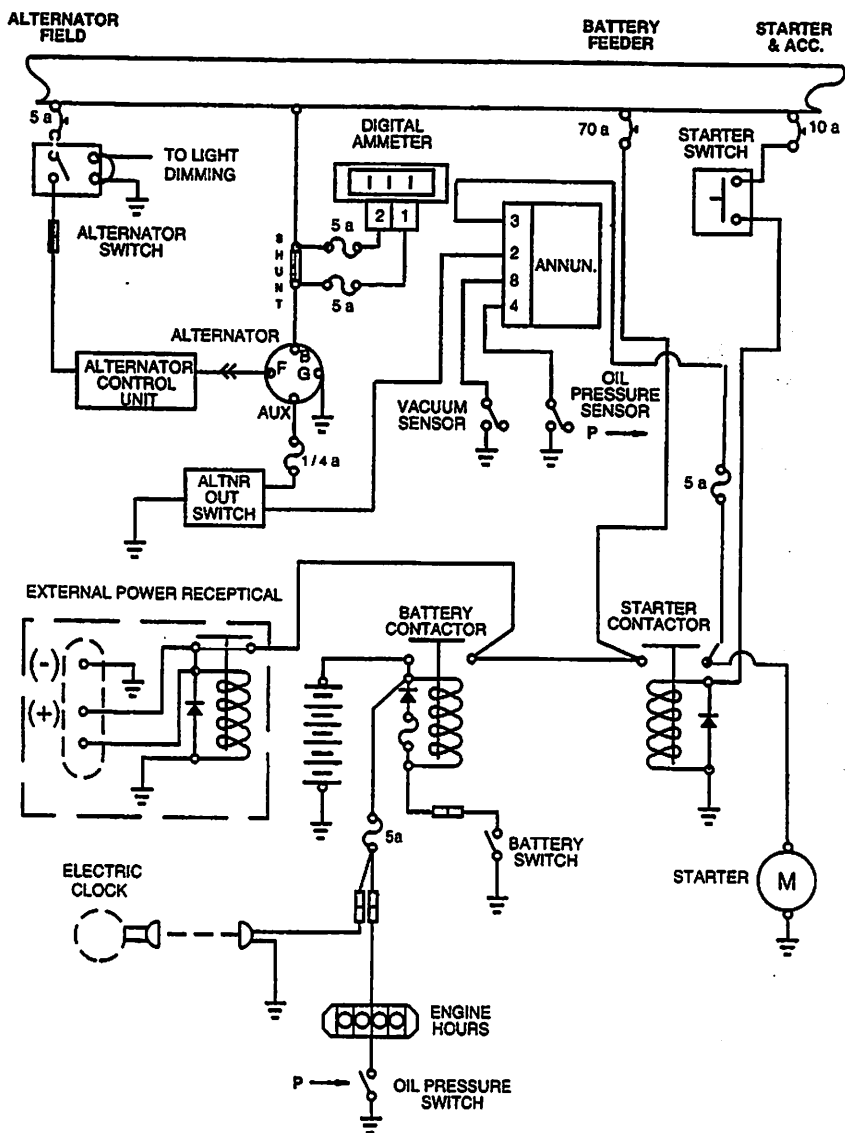 ALTERNATOR
FIELD
BATTERY
FEEDER
STARTER
& ACC.
5 a
70 a
10 a
TO LIGHT
DIMMING
DIGITAL
AMMETER
STARTER
SWITCH
2 1
ALTERNATOR
SWITCH
SHUNT
5 a
5 a
3
2
8
4
ANNUN.
ALTERNATOR
B
F
G
AUX
ALTERNATOR
CONTROL
UNIT
VACUUM
SENSOR
OIL
PRESSURE
SENSOR
P
1/4 a
ALTNR
OUT
SWITCH
5 a
EXTERNAL POWER RECEPTICAL
BATTERY
CONTACTOR
STARTER
CONTACTOR
(-)
(+)
5a
BATTERY
SWITCH
ELECTRIC
CLOCK
STARTER
M
ENGINE
HOURS
P
OIL PRESSURE
SWITCH